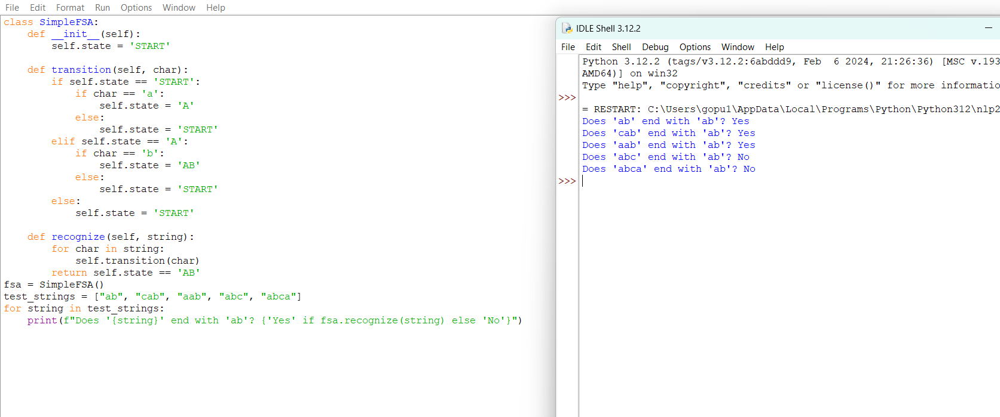 File Edit Format Run Options Window Help
class SimpleFSA:
    def __init__(self):
        self.state = 'START'
    def transition(self, char):
        if self.state == 'START':
            if char == 'a':
                self.state = 'A'
            else:
                self.state = 'START'
        elif self.state == 'A':
            if char == 'b':
                self.state = 'AB'
            else:
                self.state = 'START'
        else:
            self.state = 'START'
    def recognize(self, string):
        for char in string:
            self.transition(char)
        return self.state == 'AB'
fsa = SimpleFSA()
test_strings = ["ab", "cab", "aab", "abc", "abca"]
for string in test_strings:
    print(f"Does '{string}' end with 'ab'? {'Yes' if fsa.recognize(string) else 'No'}")
IDLE Shell 3.12.2
File Edit Shell Debug Options Window Help
Python 3.12.2 (tags/v3.12.2:6abddd9, Feb  6 2024, 21:26:36) [MSC v.193
AMD64)] on win32
Type "help", "copyright", "credits" or "license()" for more informatio
>>>
= RESTART: C:\Users\gopu1\AppData\Local\Programs\Python\Python312\nlp2
Does 'ab' end with 'ab'? Yes
Does 'cab' end with 'ab'? Yes
Does 'aab' end with 'ab'? Yes
Does 'abc' end with 'ab'? No
Does 'abca' end with 'ab'? No
>>>